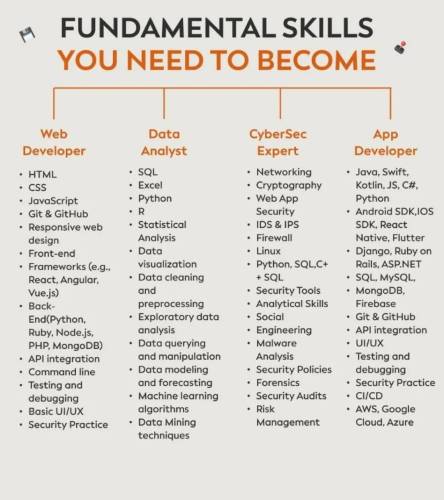 FUNDAMENTAL SKILLS
YOU NEED TO BECOME
Web
Developer
• HTML
• CSS
• JavaScript
• Git & GitHub
• Responsive web
design
• Front-end
• Frameworks (e.g.,
React, Angular,
Vue.js)
• Back-
End(Python,
Ruby, Node.js,
PHP, MongoDB)
• API integration
• Command line
• Testing and
debugging
• Basic UI/UX
• Security Practice
Data
Analyst
• SQL
• Excel
• Python
• R
• Statistical
Analysis
• Data
visualization
• Data cleaning
and
preprocessing
• Exploratory data
analysis
• Data querying
and manipulation
• Data modeling
and forecasting
• Machine learning
algorithms
• Data Mining
techniques
CyberSec
Expert
• Networking
• Cryptography
• Web App
Security
• IDS & IPS
• Firewall
• Linux
• Python, SQL,C+
+ SQL
• Security Tools
• Analytical Skills
• Social
• Engineering
• Malware
Analysis
• Security Policies
• Forensics
• Security Audits
• Risk
Management
App
Developer
• Java, Swift,
Kotlin, JS, C#,
Python
• Android SDK,IOS
SDK, React
Native, Flutter
• Django, Ruby on
Rails, ASP.NET
• SQL, MySQL,
• MongoDB,
Firebase
• Git & GitHub
• API integration
• UI/UX
• Testing and
debugging
• Security Practice
• CI/CD
• AWS, Google
Cloud, Azure